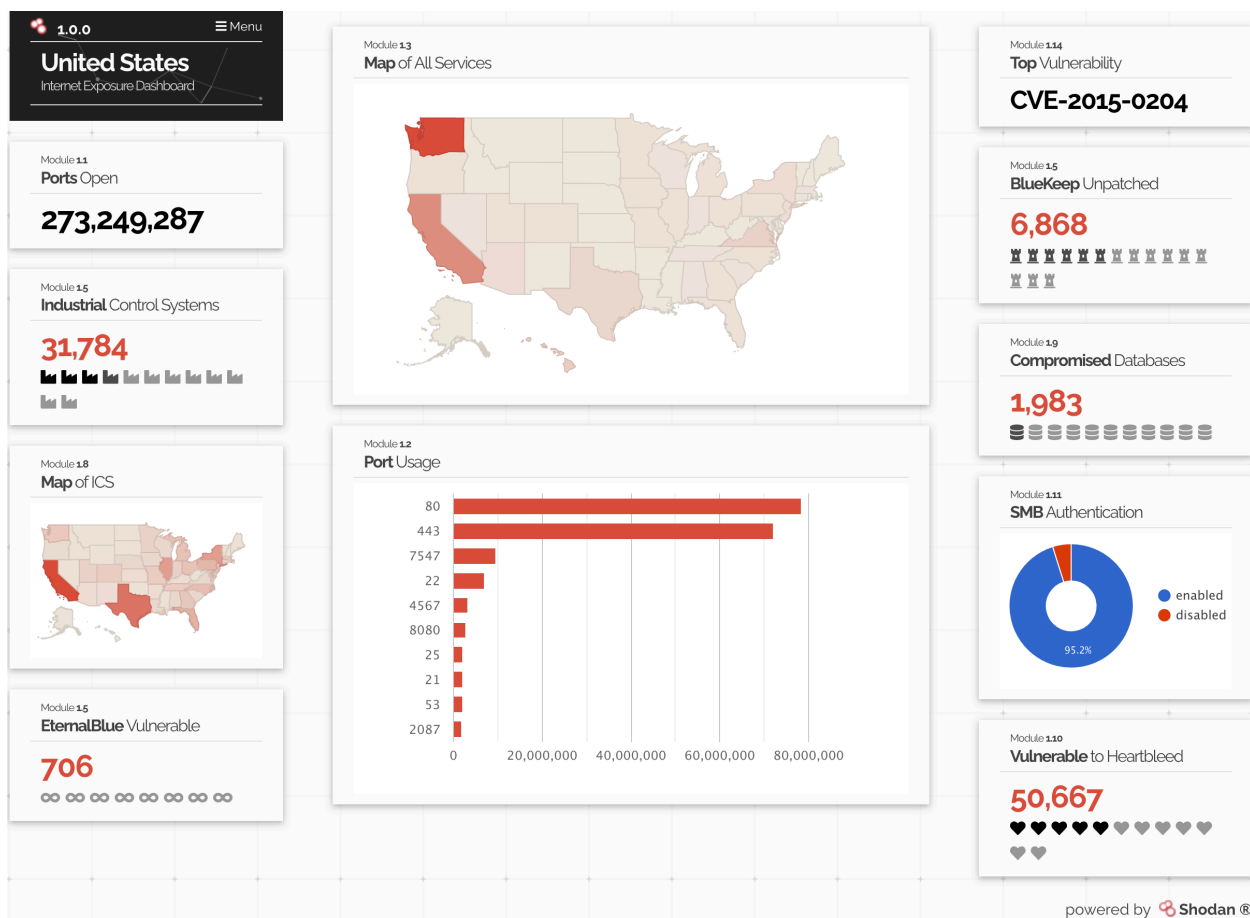 1.0.0
Menu
United States
Internet Exposure Dashboard
Module 1.1
Ports Open
273,249,287
Module 1.5
Industrial Control Systems
31,784
Module 1.8
Map of ICS
Module 1.5
EternalBlue Vulnerable
706
Module 1.3
Map of All Services
Module 1.2
Port Usage
80
443
7547
22
4567
8080
25
21
53
2087
0 20,000,000 40,000,000 60,000,000 80,000,000
Module 1.14
Top Vulnerability
CVE-2015-0204
Module 1.5
BlueKeep Unpatched
6,868
Module 1.9
Compromised Databases
1,983
Module 1.11
SMB Authentication
enabled
disabled
95.2%
Module 1.10
Vulnerable to Heartbleed
50,667
powered by Shodan ®